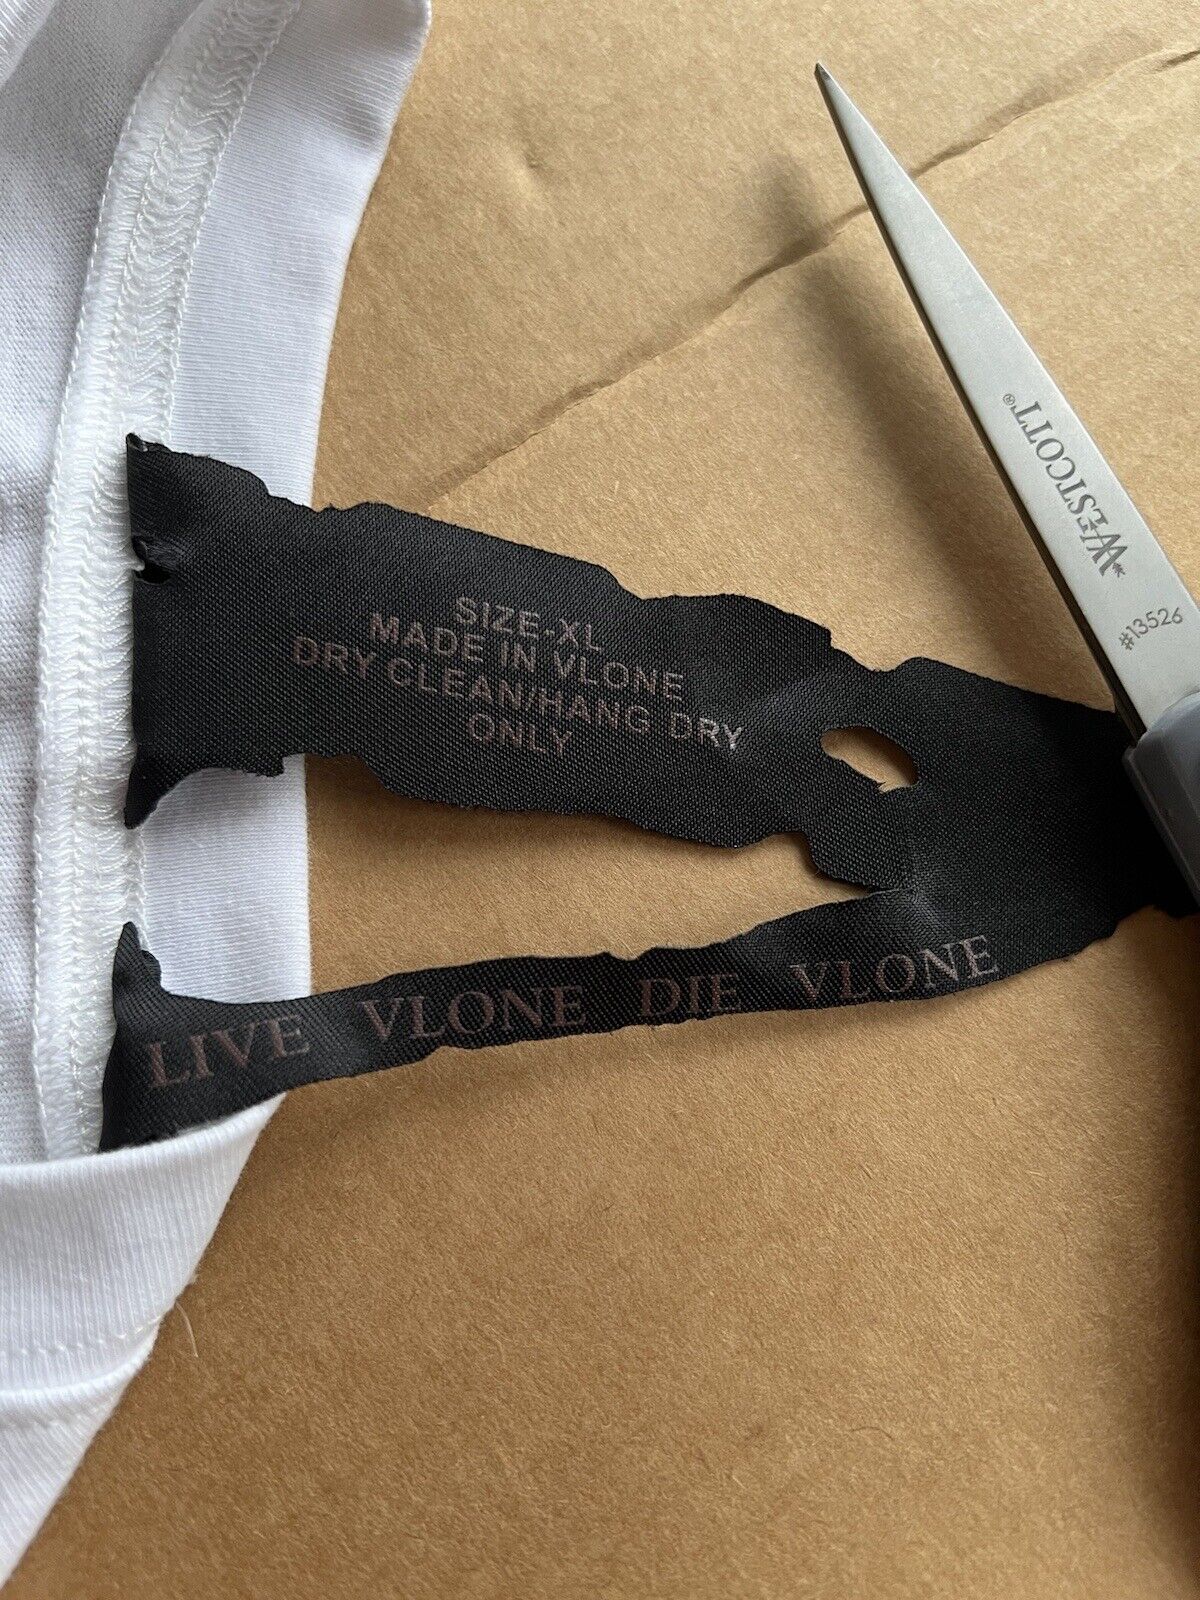 SIZE-XL
MADE IN VLONE
DRY CLEAN/HANG DRY
ONLY
LIVE VLONE DIE VLONE
WESTCOTT®
#13526